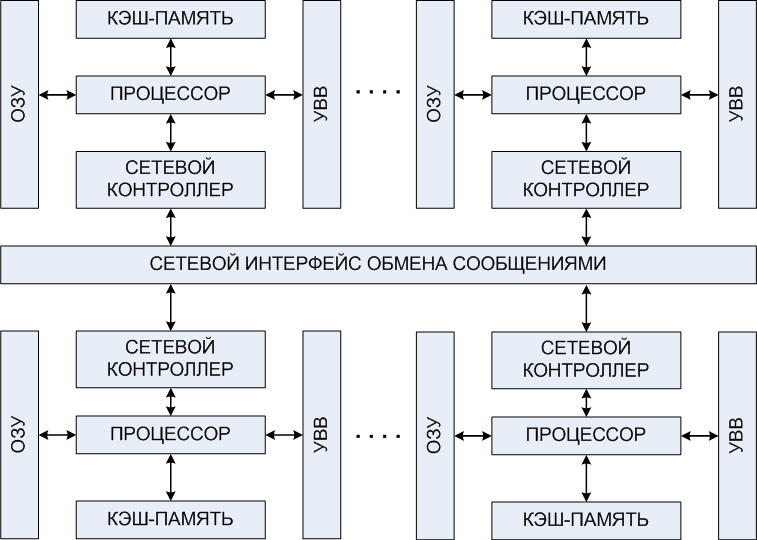 КЭШ-ПАМЯТЬ
КЭШ-ПАМЯТЬ
ОЗУ
ПРОЦЕССОР
УВВ
. . . .
ОЗУ
ПРОЦЕССОР
УВВ
СЕТЕВОЙ
КОНТРОЛЛЕР
СЕТЕВОЙ
КОНТРОЛЛЕР
СЕТЕВОЙ ИНТЕРФЕЙС ОБМЕНА СООБЩЕНИЯМИ
СЕТЕВОЙ
КОНТРОЛЛЕР
СЕТЕВОЙ
КОНТРОЛЛЕР
ОЗУ
ПРОЦЕССОР
УВВ
. . . .
ОЗУ
ПРОЦЕССОР
УВВ
КЭШ-ПАМЯТЬ
КЭШ-ПАМЯТЬ